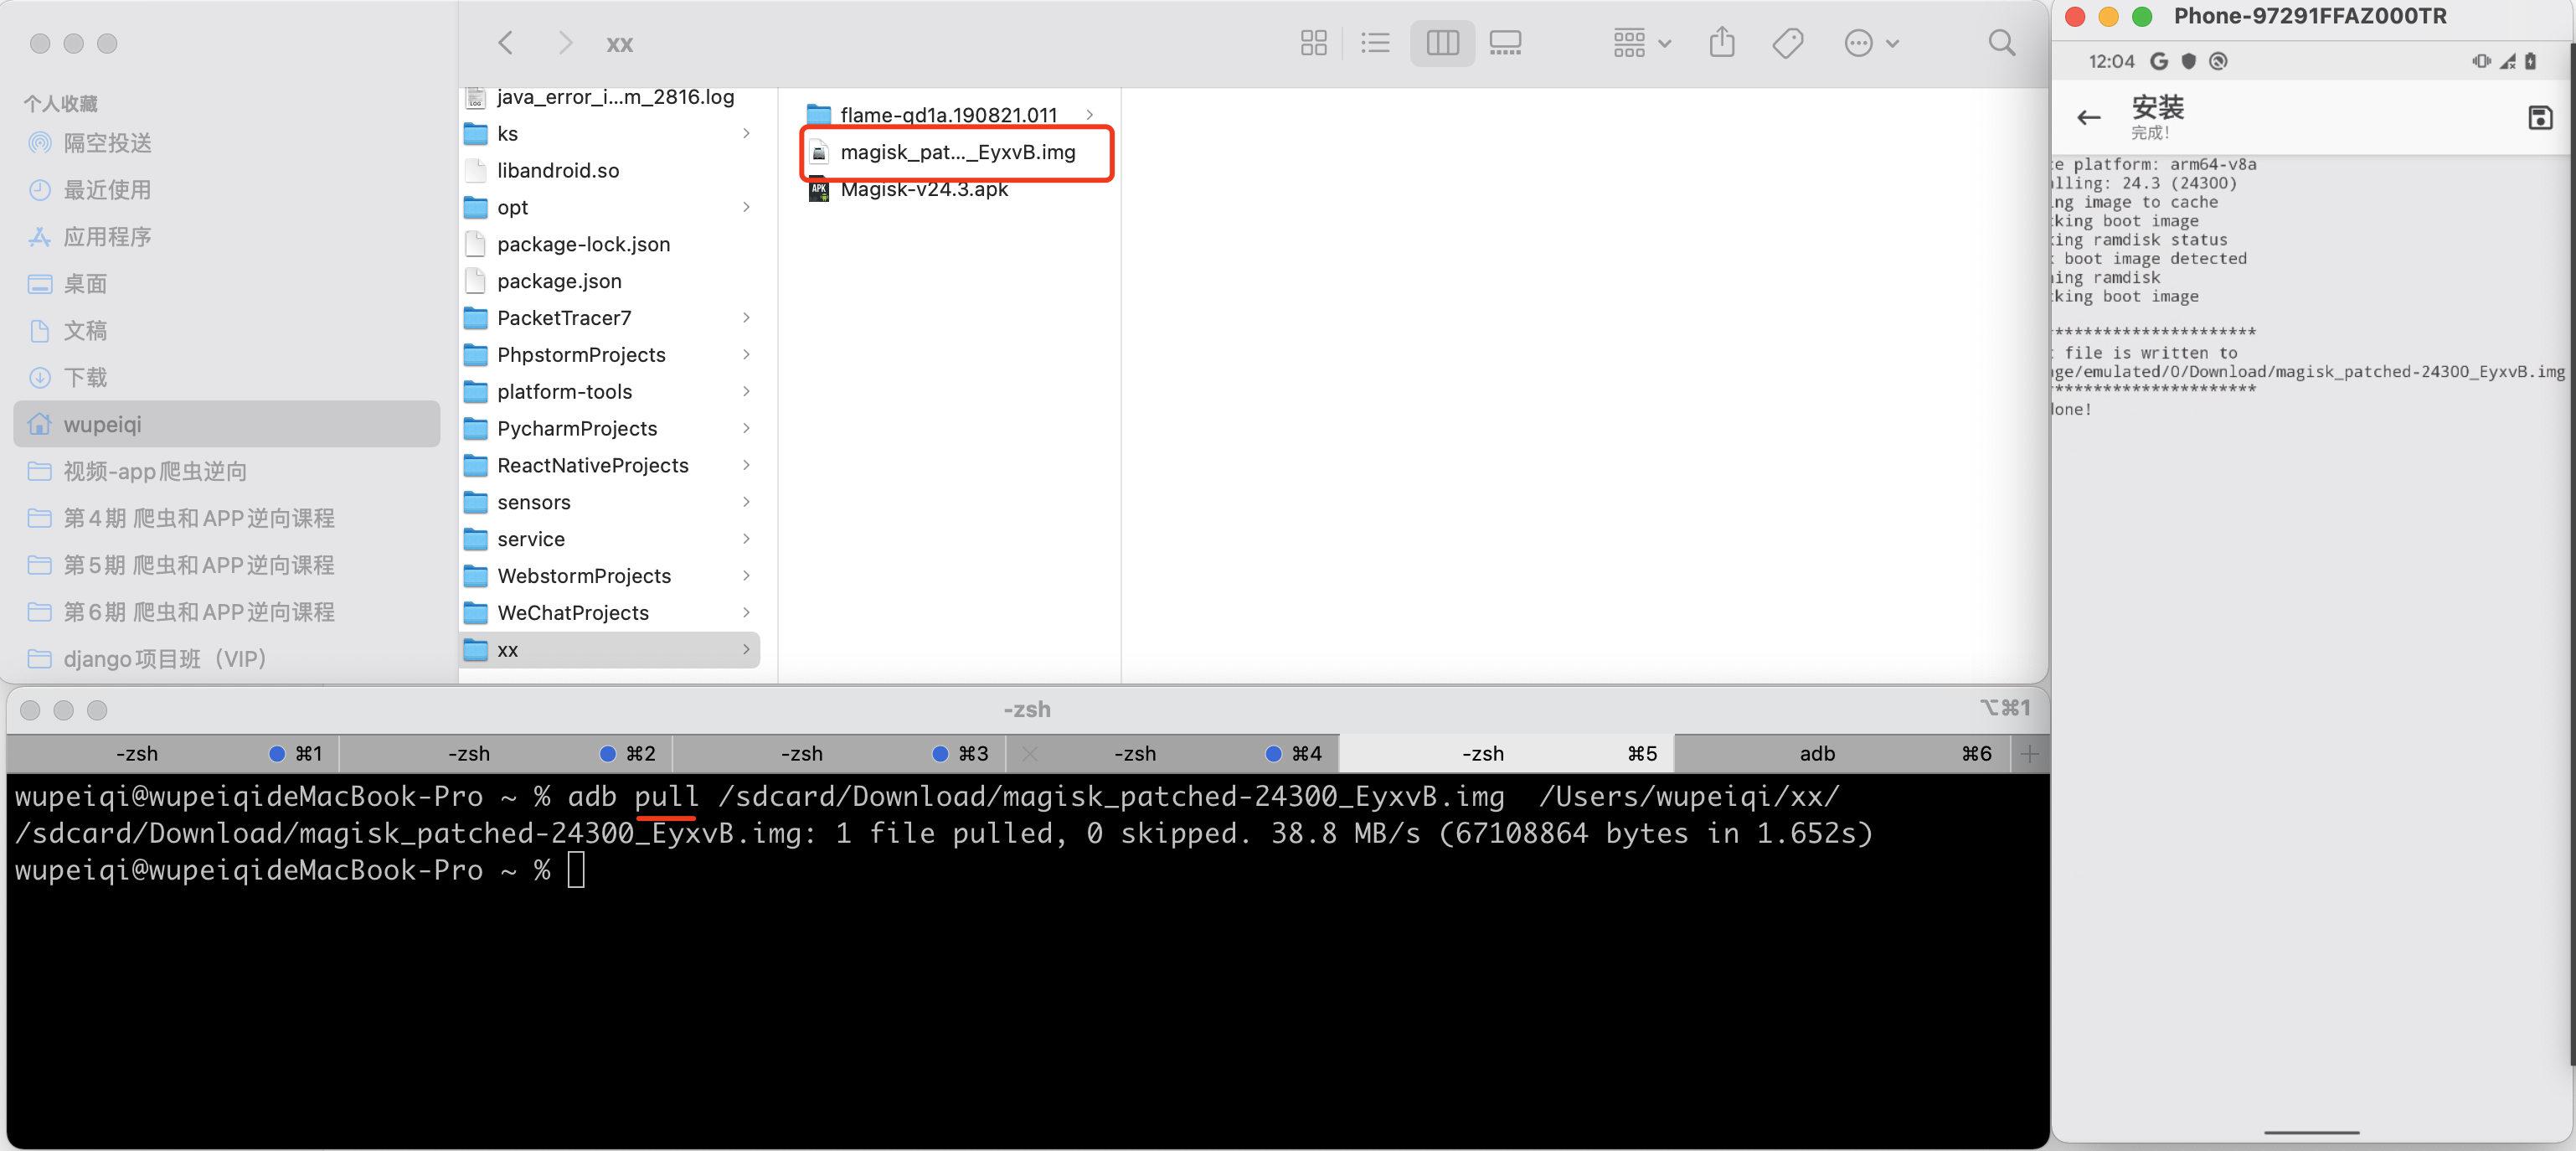 个人收藏
隔空投送
最近使用
应用程序
桌面
文稿
下载
wupeiqi
视频-app爬虫逆向
第4期 爬虫和APP逆向课程
第5期 爬虫和APP逆向课程
第6期 爬虫和APP逆向课程
django项目班（VIP）
xx
java_error_i...m_2816.log
ks
libandroid.so
opt
package-lock.json
package.json
PacketTracer7
PhpstormProjects
platform-tools
PycharmProjects
ReactNativeProjects
sensors
service
WebstormProjects
WeChatProjects
xx
flame-qd1a.190821.011
magisk_pat..._EyxvB.img
Magisk-v24.3.apk
-zsh ⌥⌘1
-zsh ⌘1 -zsh ⌘2 -zsh ⌘3 -zsh ⌘4 -zsh ⌘5 adb ⌘6
wupeiqi@wupeiqideMacBook-Pro ~ % adb pull /sdcard/Download/magisk_patched-24300_EyxvB.img  /Users/wupeiqi/xx/
/sdcard/Download/magisk_patched-24300_EyxvB.img: 1 file pulled, 0 skipped. 38.8 MB/s (67108864 bytes in 1.652s)
wupeiqi@wupeiqideMacBook-Pro ~ %
Phone-97291FFAZ000TR
12:04
安装
完成！
ce platform: arm64-v8a
alling: 24.3 (24300)
ing image to cache
cking boot image
king ramdisk status
k boot image detected
hing ramdisk
cking boot image
**********************
t file is written to
age/emulated/0/Download/magisk_patched-24300_EyxvB.img
**********************
done!